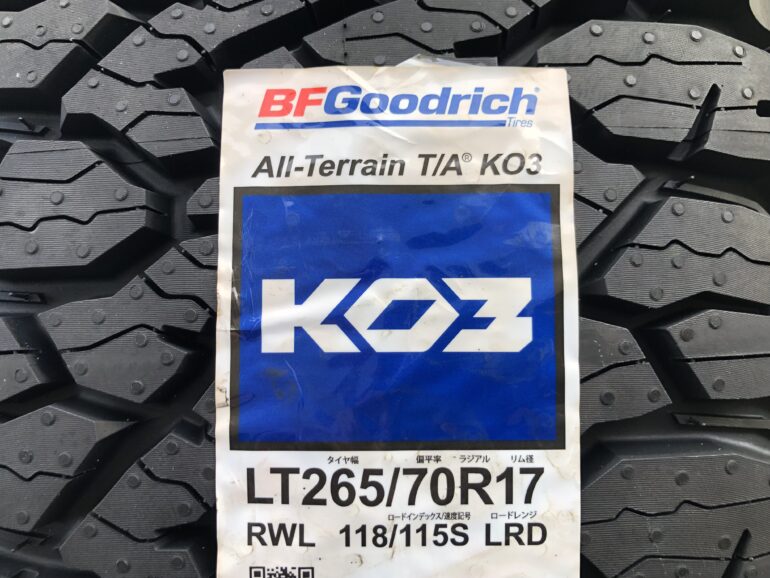 BFGoodrich®
Tires
All-Terrain T/A® KO3
KO3
タイヤ幅 偏平率 ラジアル リム径
LT265/70R17
ロードインデックス/速度記号 ロードレンジ
RWL 118/115S LRD